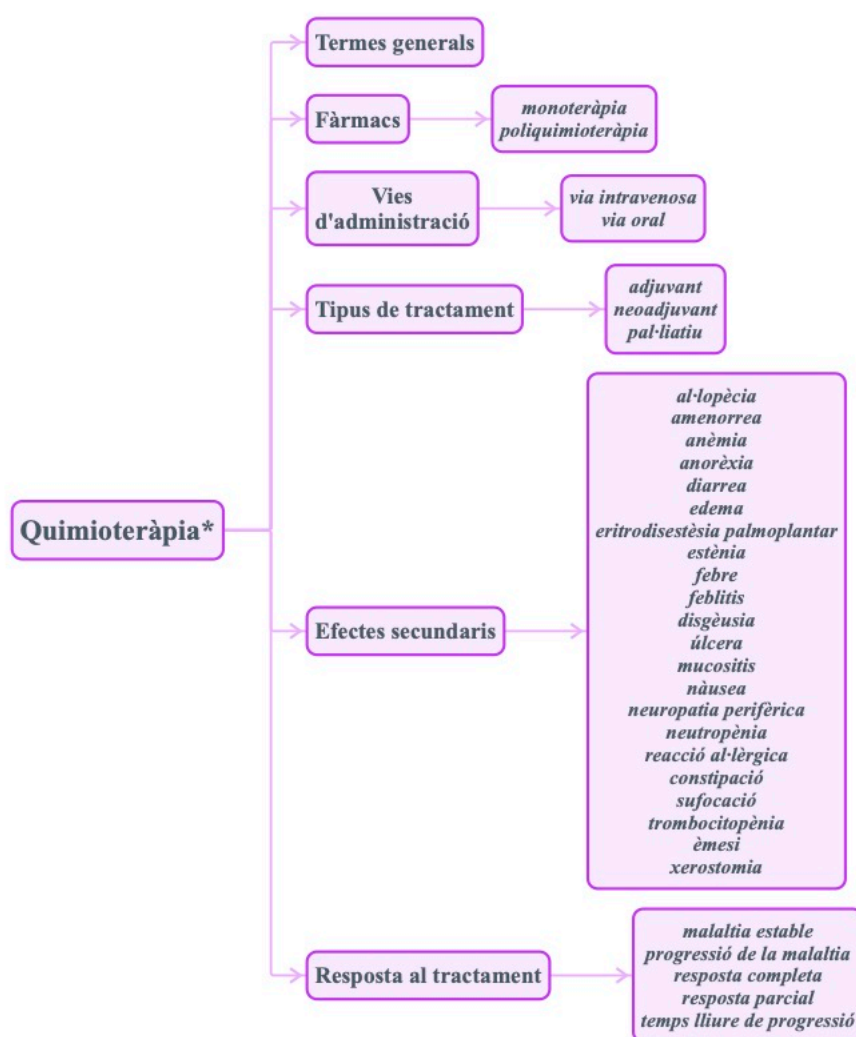 Quimioteràpia*
Termes generals
Fàrmacs
monoteràpia
poliquimioteràpia
Vies
d'administració
via intravenosa
via oral
Tipus de tractament
adjuvant
neoadjuvant
pal·liatiu
Efectes secundaris
al·lopècia
amenorrea
anèmia
anorèxia
diarrea
edema
eritrodisestèsia palmoplantar
estènia
febre
feblitis
disgèusia
úlcera
mucositis
nàusea
neuropatia perifèrica
neutropènia
reacció al·lèrgica
constipació
sufocació
trombocitopènia
èmesi
xerostomia
Resposta al tractament
malaltia estable
progressió de la malaltia
resposta completa
resposta parcial
temps lliure de progressió